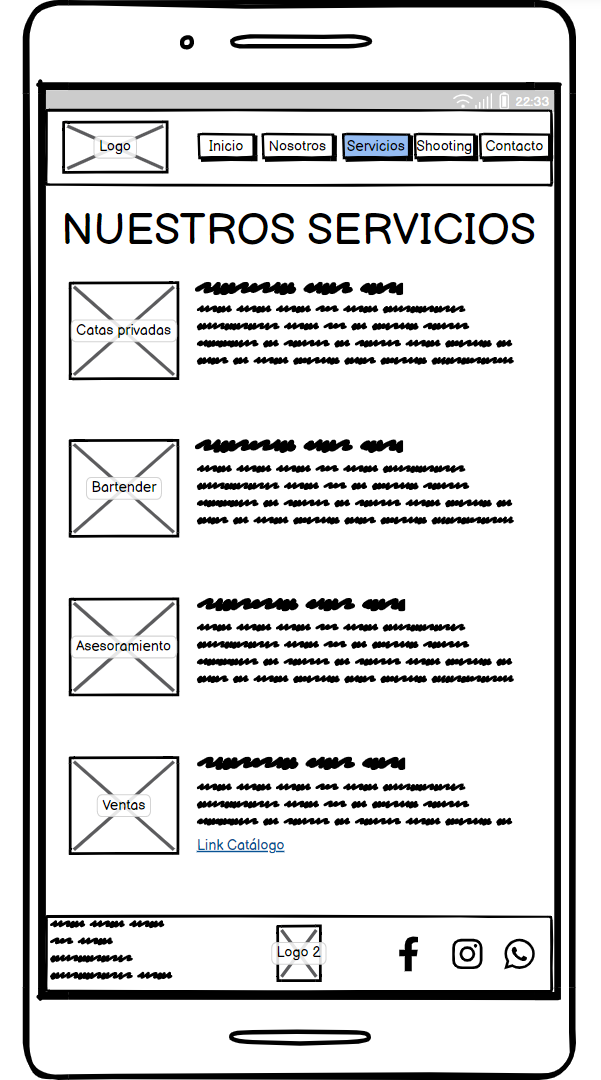 22:33
Logo Inicio Nosotros Servicios Shooting Contacto
NUESTROS SERVICIOS
Catas privadas
Bartender
Asesoramiento
Ventas
Link Catálogo
Logo 2